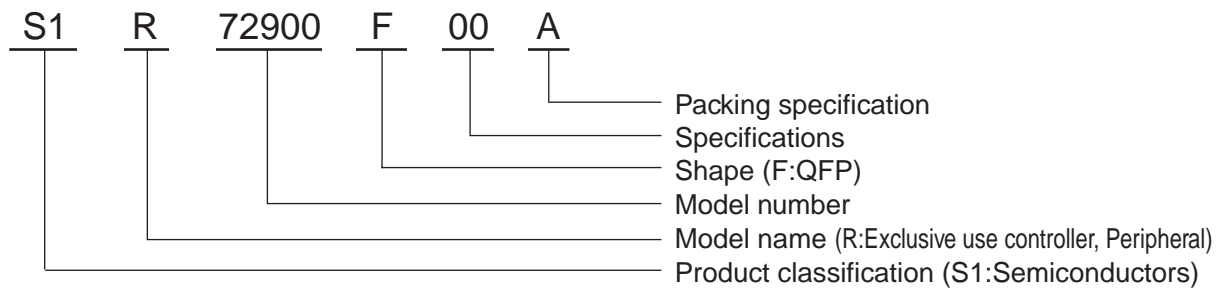 S1 R 72900 F 00 A
Packing specification
Specifications
Shape (F:QFP)
Model number
Model name (R:Exclusive use controller, Peripheral)
Product classification (S1:Semiconductors)